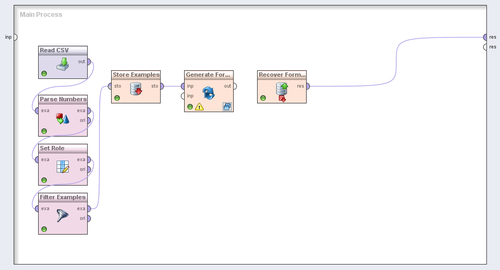 Main Process
inp
res
res
Read CSV
out
Parse Numbers
exa
exa
ori
Set Role
exa
exa
ori
Filter Examples
exa
exa
ori
Store Examples
sto
sto
Generate For...
inp
out
inp
Recover Form...
res